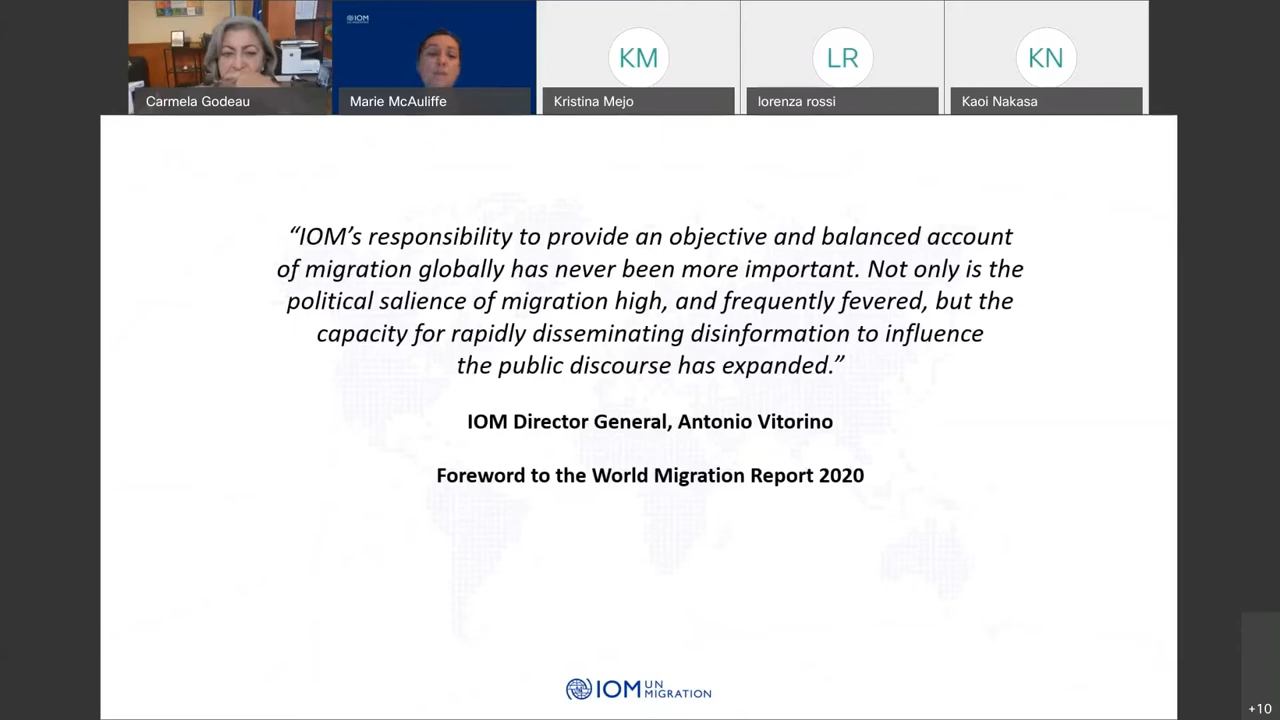 IOM
UN MIGRATION
KM
LR
KN
Carmela Godeau
Marie McAuliffe
Kristina Mejo
lorenza rossi
Kaoi Nakasa
“IOM’s responsibility to provide an objective and balanced account
of migration globally has never been more important. Not only is the
political salience of migration high, and frequently fevered, but the
capacity for rapidly disseminating disinformation to influence
the public discourse has expanded.”
IOM Director General, Antonio Vitorino
Foreword to the World Migration Report 2020
IOM UN
MIGRATION
+10